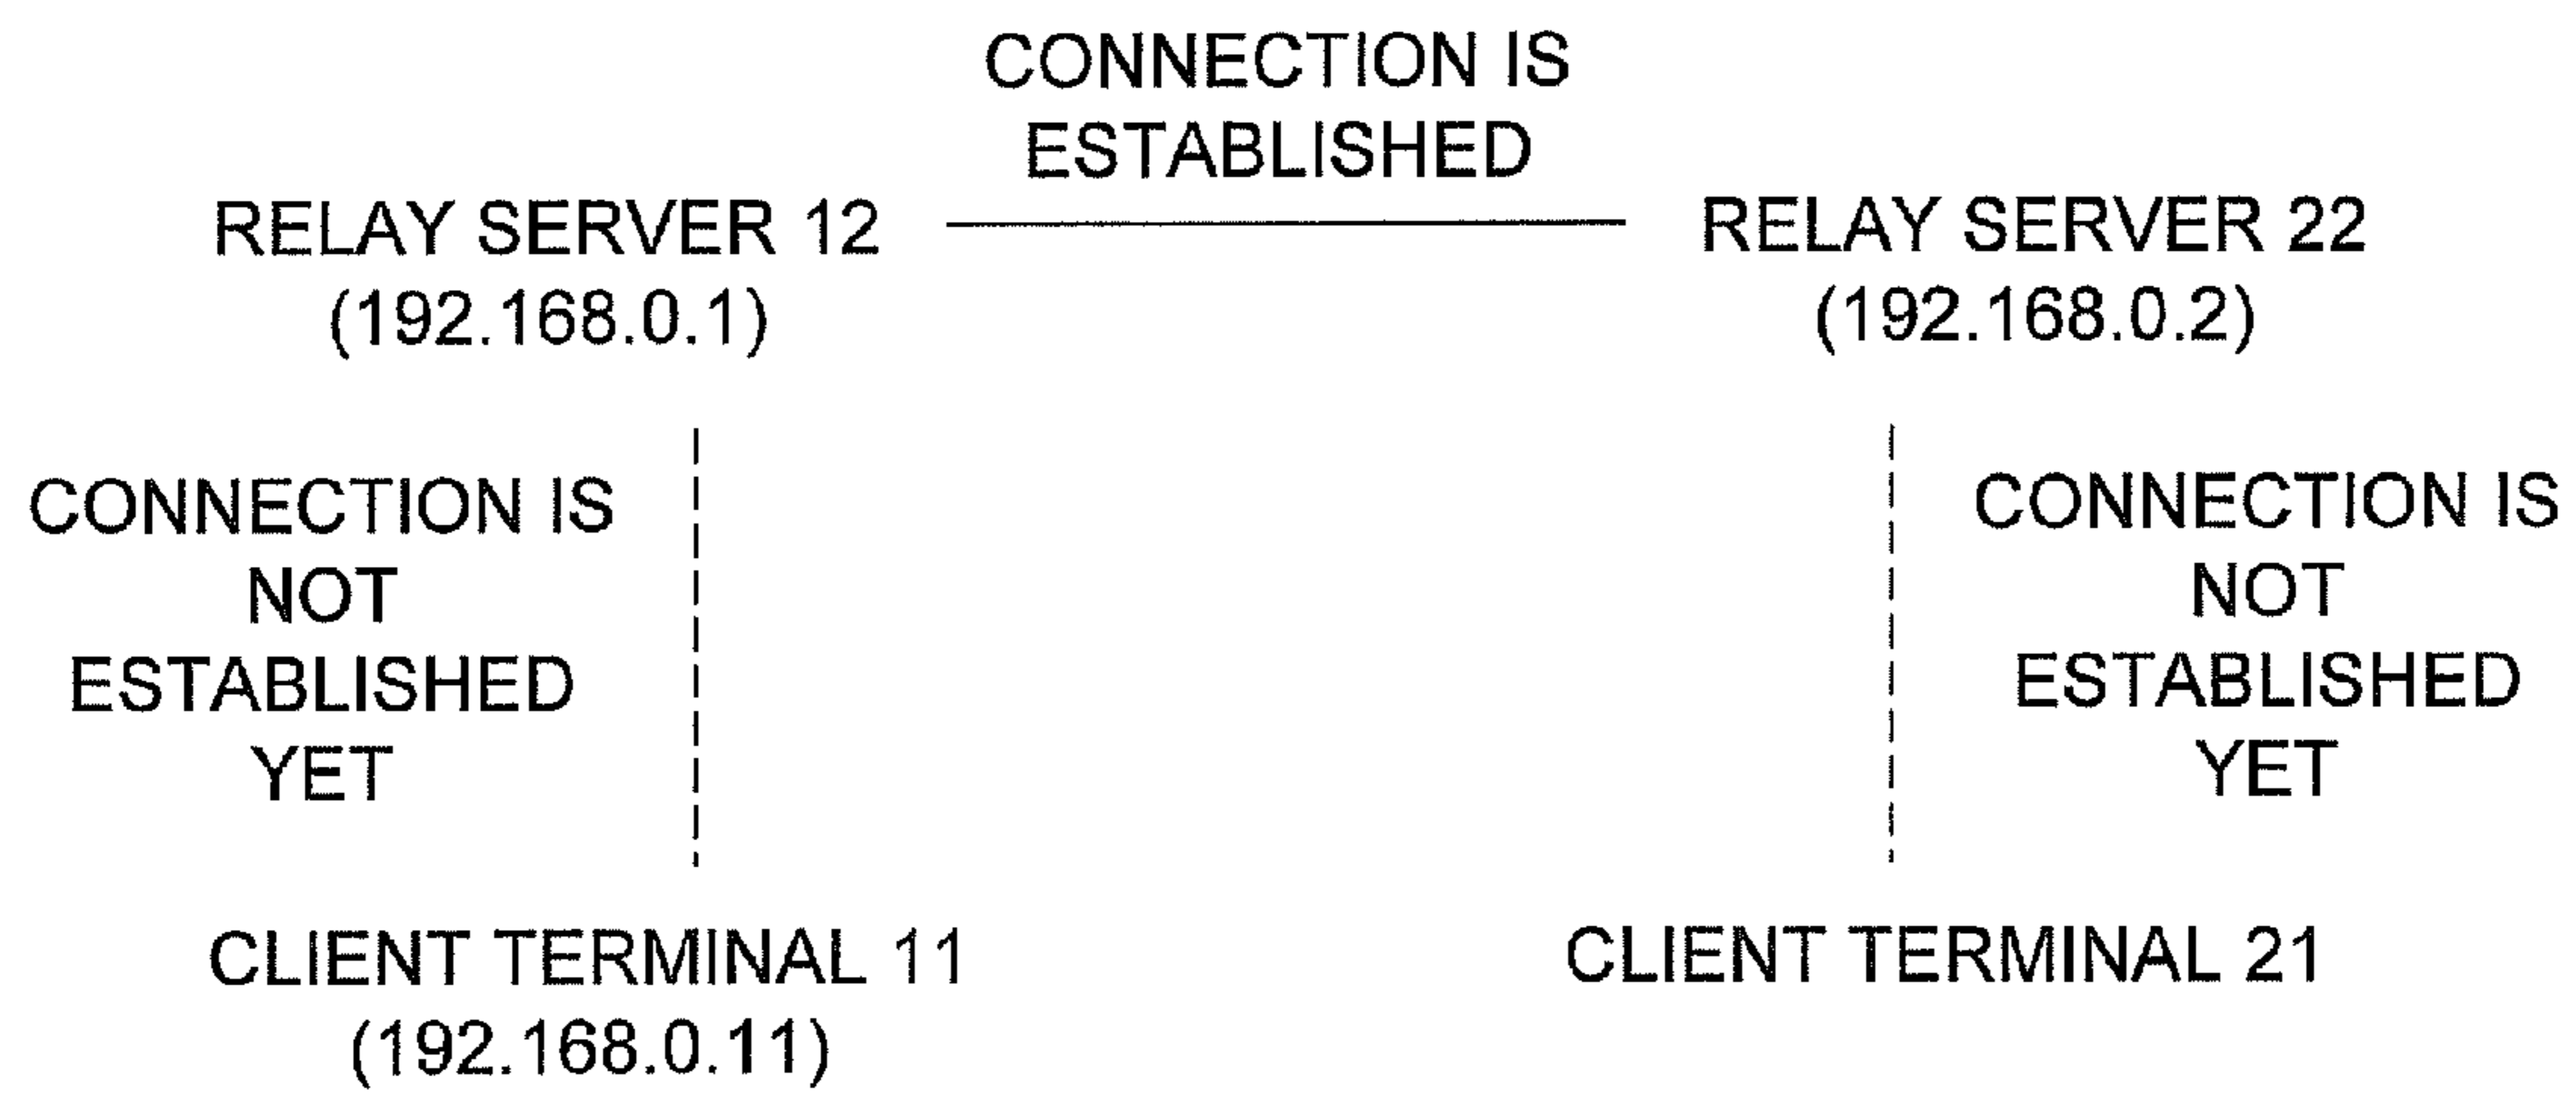 CONNECTION IS
ESTABLISHED
RELAY SERVER 12
(192.168.0.1)
RELAY SERVER 22
(192.168.0.2)
CONNECTION IS
NOT
ESTABLISHED
YET
CONNECTION IS
NOT
ESTABLISHED
YET
CLIENT TERMINAL 11
(192.168.0.11)
CLIENT TERMINAL 21